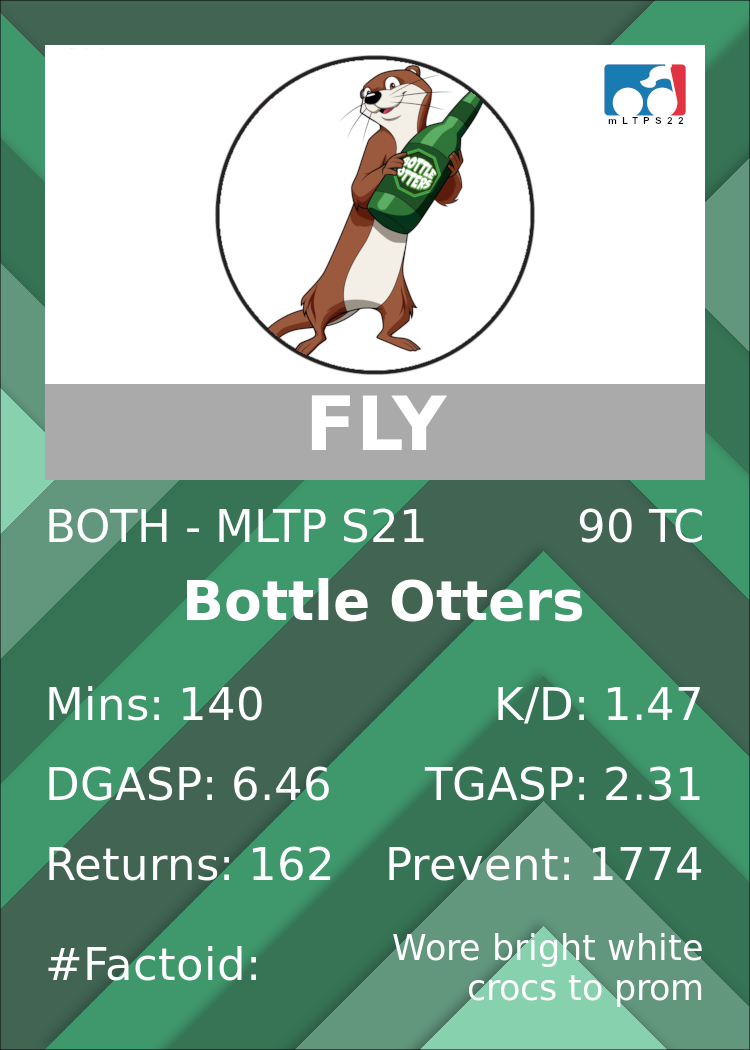 mLTPS22
BOTTLE
OTTERS
FLY
BOTH - MLTP S21 90 TC
Bottle Otters
Mins: 140 K/D: 1.47
DGASP: 6.46 TGASP: 2.31
Returns: 162 Prevent: 1774
#Factoid: Wore bright white
crocs to prom